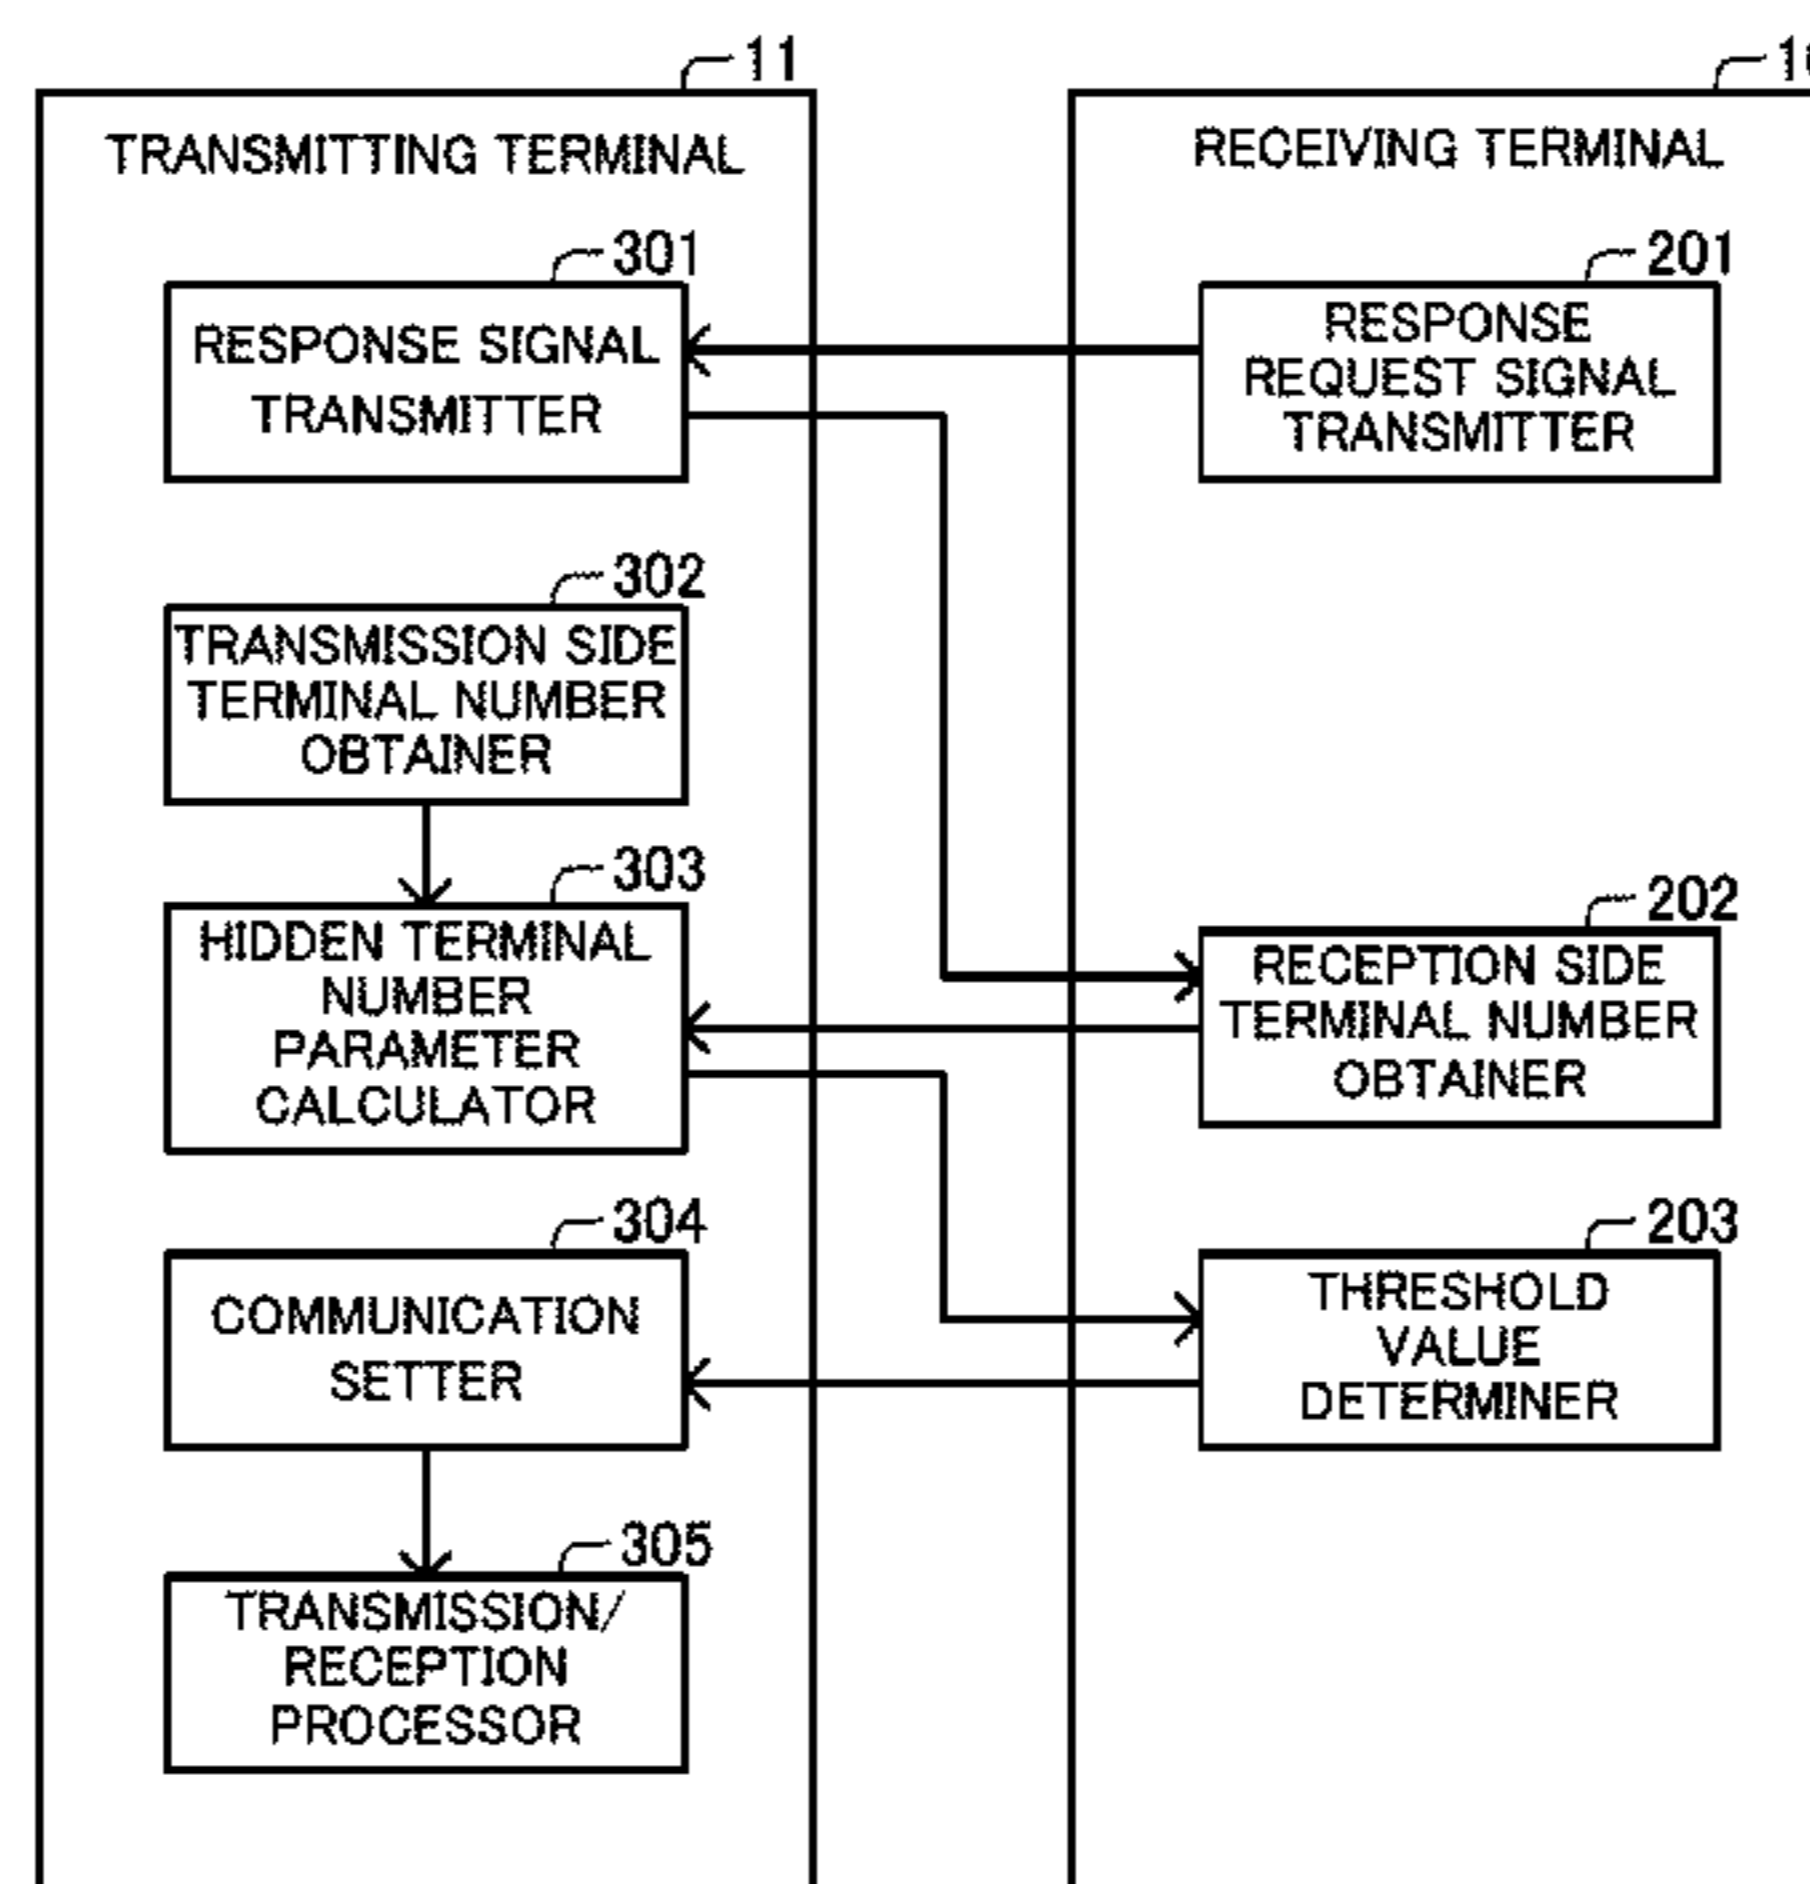 11
TRANSMITTING TERMINAL
301
RESPONSE SIGNAL
TRANSMITTER
302
TRANSMISSION SIDE
TERMINAL NUMBER
OBTAINER
303
HIDDEN TERMINAL
NUMBER
PARAMETER
CALCULATOR
304
COMMUNICATION
SETTER
305
TRANSMISSION/
RECEPTION
PROCESSOR
RECEIVING TERMINAL
201
RESPONSE
REQUEST SIGNAL
TRANSMITTER
202
RECEPTION SIDE
TERMINAL NUMBER
OBTAINER
203
THRESHOLD
VALUE
DETERMINER